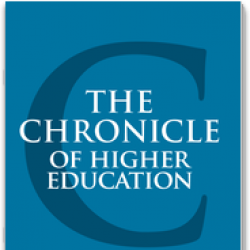 THE
CHRONICLE
OF HIGHER
EDUCATION